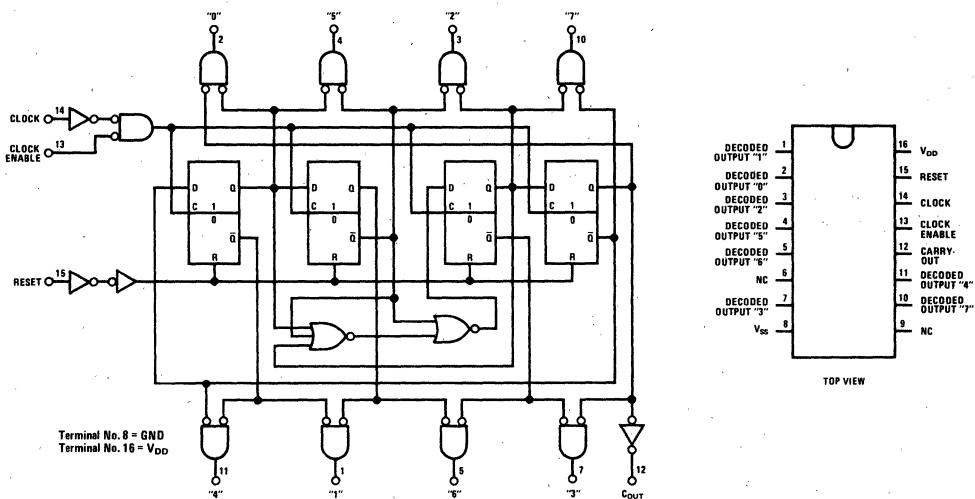 "0"
"5"
"2"
"7"
2
4
3
10
CLOCK
14
CLOCK
ENABLE
13
D
Q
C
1
0
Q
R
D
Q
C
1
0
Q
R
D
Q
C
1
0
Q
R
D
Q
C
1
0
Q
R
RESET
15
Terminal No. 8 = GND
Terminal No. 16 = VDD
11
1
5
7
12
"4"
"1"
"6"
"3"
COUT
DECODED
OUTPUT "1"
1
DECODED
OUTPUT "0"
2
DECODED
OUTPUT "2"
3
DECODED
OUTPUT "5"
4
DECODED
OUTPUT "6"
5
NC
6
DECODED
OUTPUT "3"
7
VSS
8
16
VDD
15
RESET
14
CLOCK
13
CLOCK
ENABLE
12
CARRY-
OUT
11
DECODED
OUTPUT "4"
10
DECODED
OUTPUT "7"
9
NC
TOP VIEW